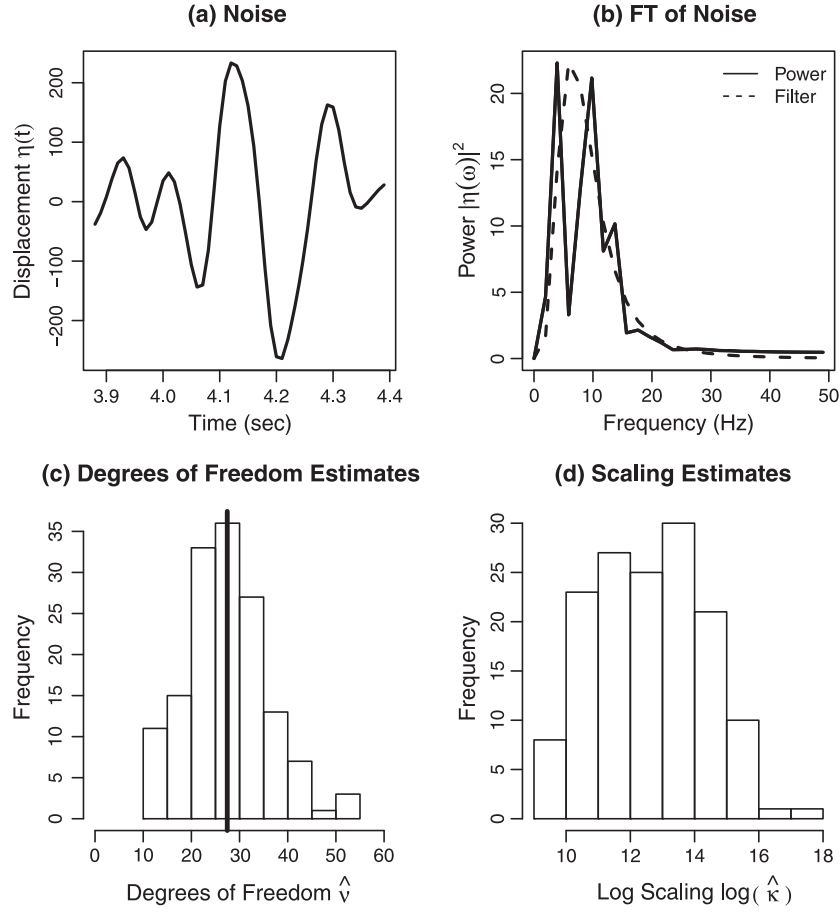 (a) Noise
Displacement η(t)
200
100
0
−100
−200
3.9 4.0 4.1 4.2 4.3 4.4
Time (sec)
(b) FT of Noise
Power |η(ω)|²
20
15
10
5
0
Power
Filter
0 10 20 30 40 50
Frequency (Hz)
(c) Degrees of Freedom Estimates
Frequency
35
30
25
20
15
10
5
0
0 10 20 30 40 50 60
Degrees of Freedom ν̂
(d) Scaling Estimates
Frequency
30
25
20
15
10
5
0
10 12 14 16 18
Log Scaling log(κ̂)